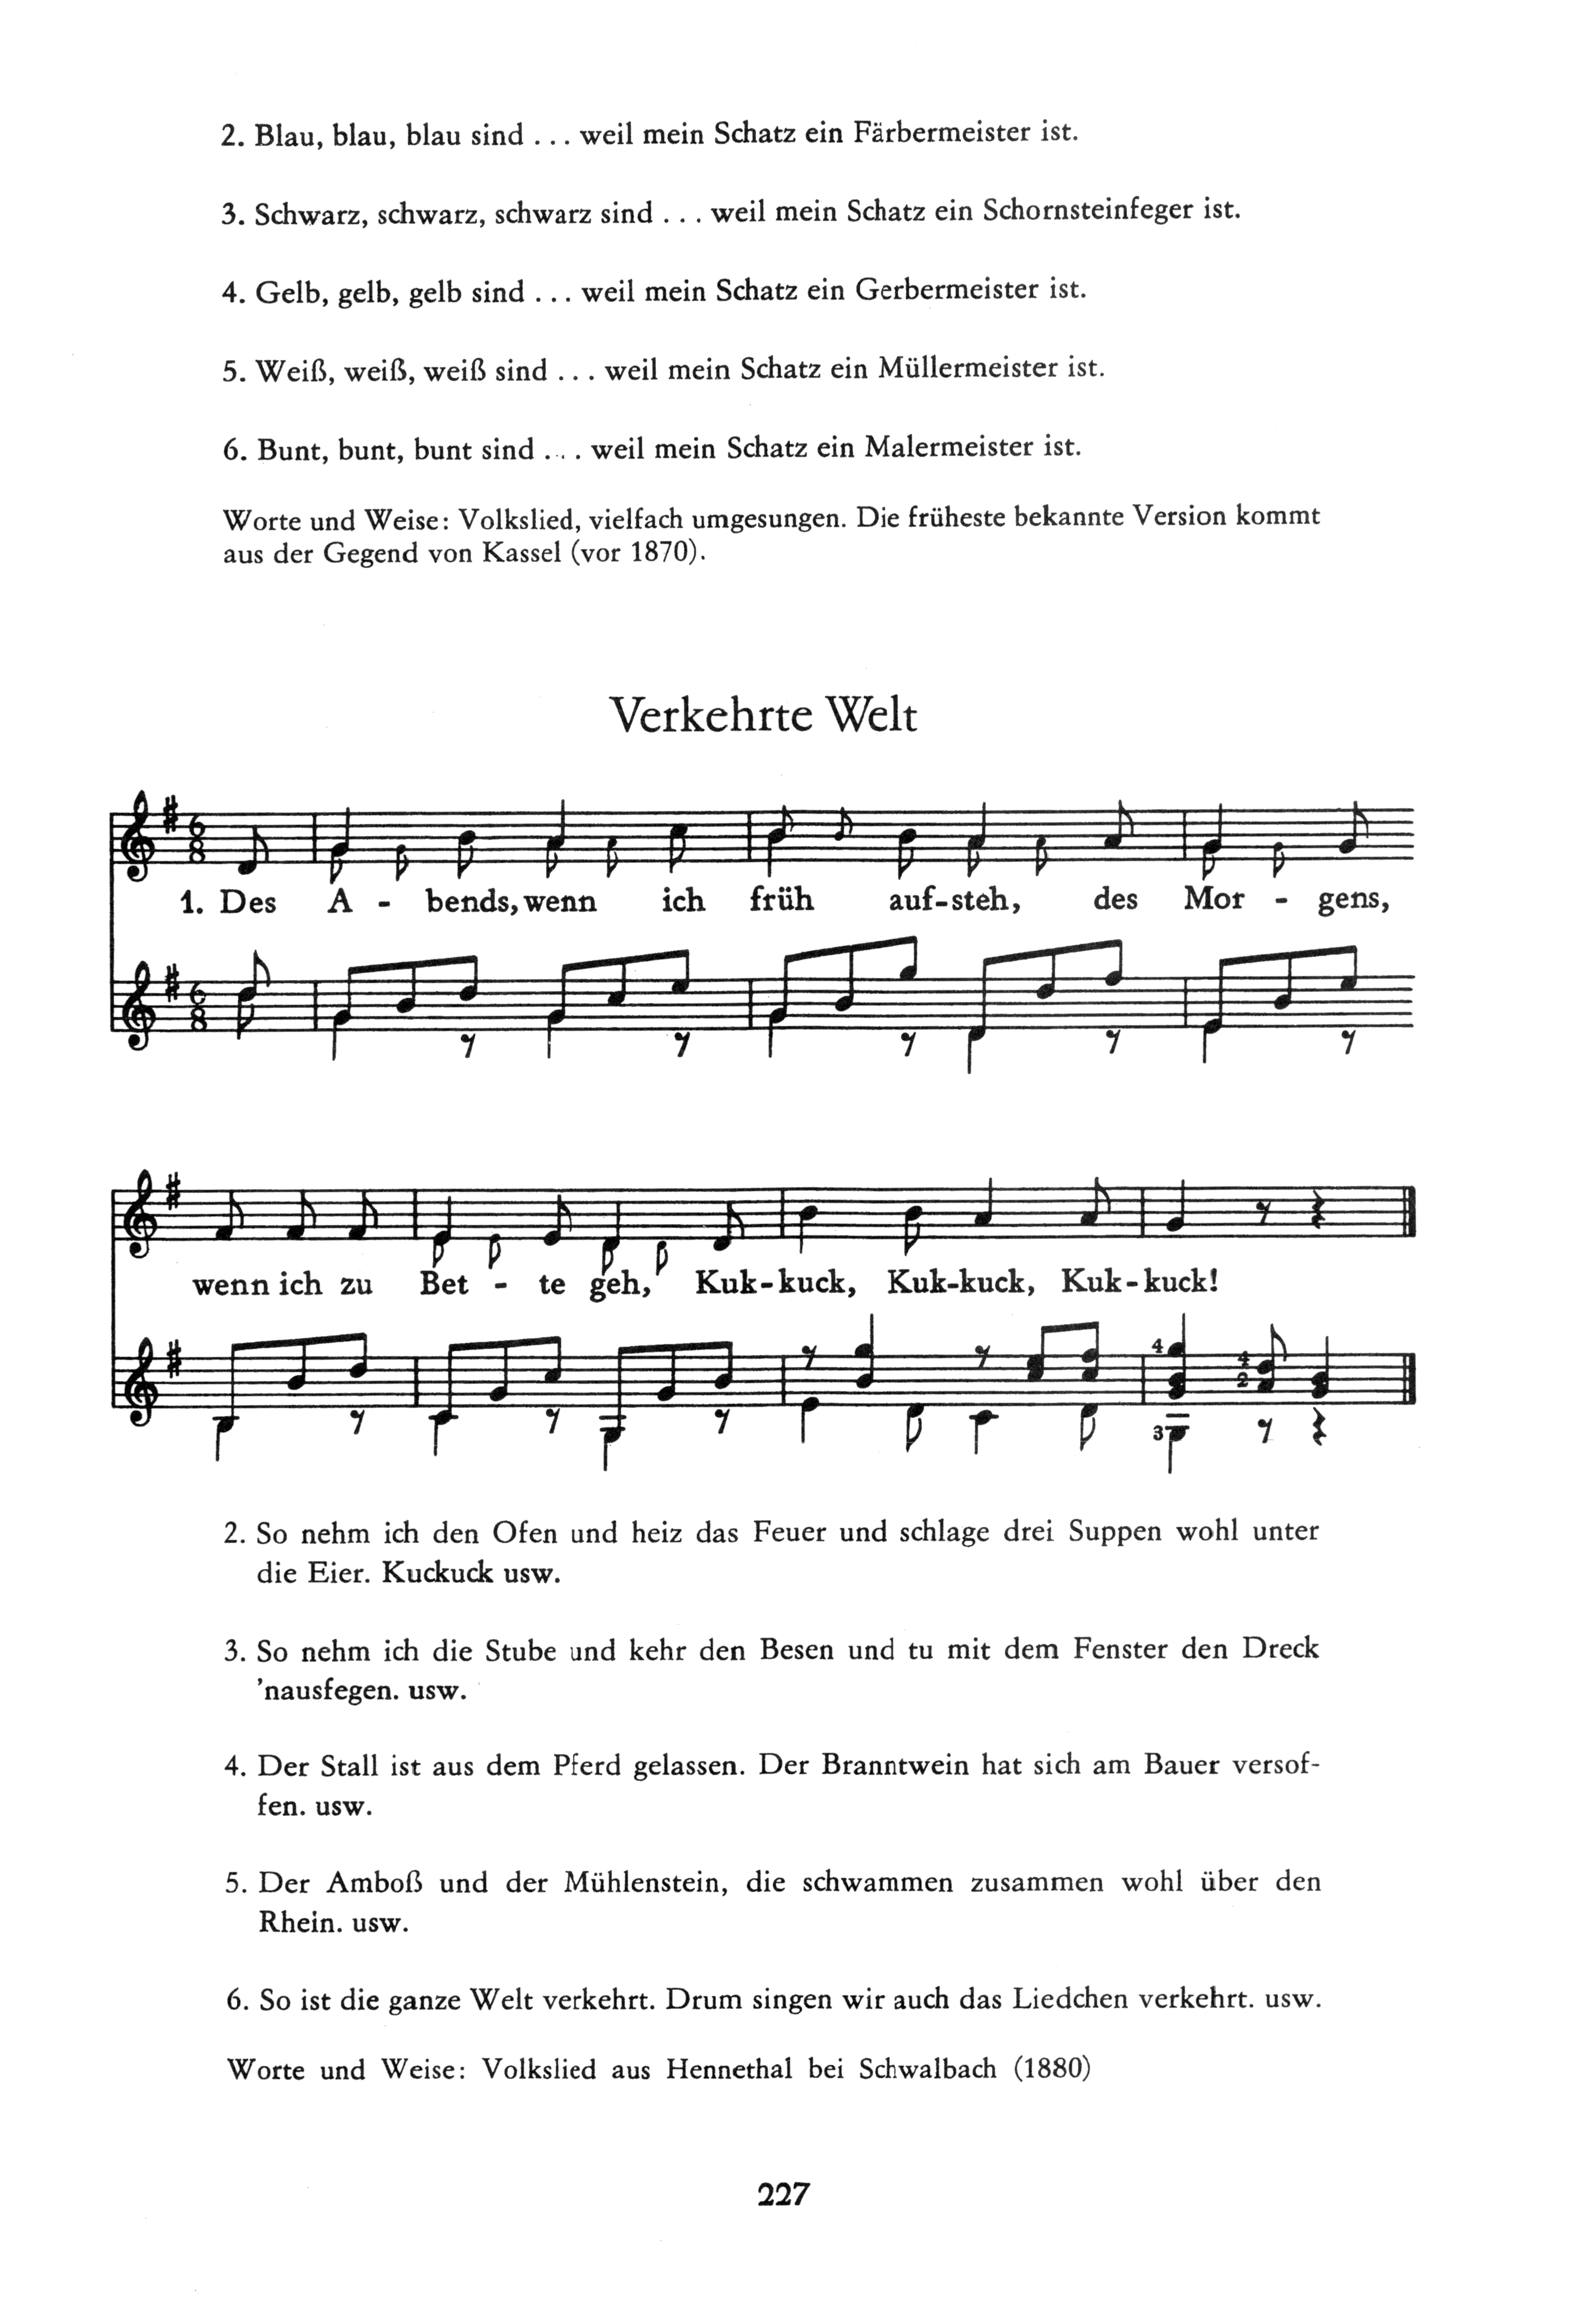 2. Blau, blau, blau sind ... weil mein Schatz ein Färbermeister ist.
3. Schwarz, schwarz, schwarz sind ... weil mein Schatz ein Schornsteinfeger ist.
4. Gelb, gelb, gelb sind ... weil mein Schatz ein Gerbermeister ist.
5. Weiß, weiß, weiß sind ... weil mein Schatz ein Müllermeister ist.
6. Bunt, bunt, bunt sind ... weil mein Schatz ein Malermeister ist.
Worte und Weise: Volkslied, vielfach umgesungen. Die früheste bekannte Version kommt
aus der Gegend von Kassel (vor 1870).
Verkehrte Welt
6
8
1. Des A - bends, wenn ich früh auf-steh, des Mor - gens,
6
8
wenn ich zu Bet - te geh, Kuk-kuck, Kuk-kuck, Kuk-kuck!
4 4
2
3
2. So nehm ich den Ofen und heiz das Feuer und schlage drei Suppen wohl unter
die Eier. Kuckuck usw.
3. So nehm ich die Stube und kehr den Besen und tu mit dem Fenster den Dreck
'nausfegen. usw.
4. Der Stall ist aus dem Pferd gelassen. Der Branntwein hat sich am Bauer versof-
fen. usw.
5. Der Amboß und der Mühlenstein, die schwammen zusammen wohl über den
Rhein. usw.
6. So ist die ganze Welt verkehrt. Drum singen wir auch das Liedchen verkehrt. usw.
Worte und Weise: Volkslied aus Hennethal bei Schwalbach (1880)
227